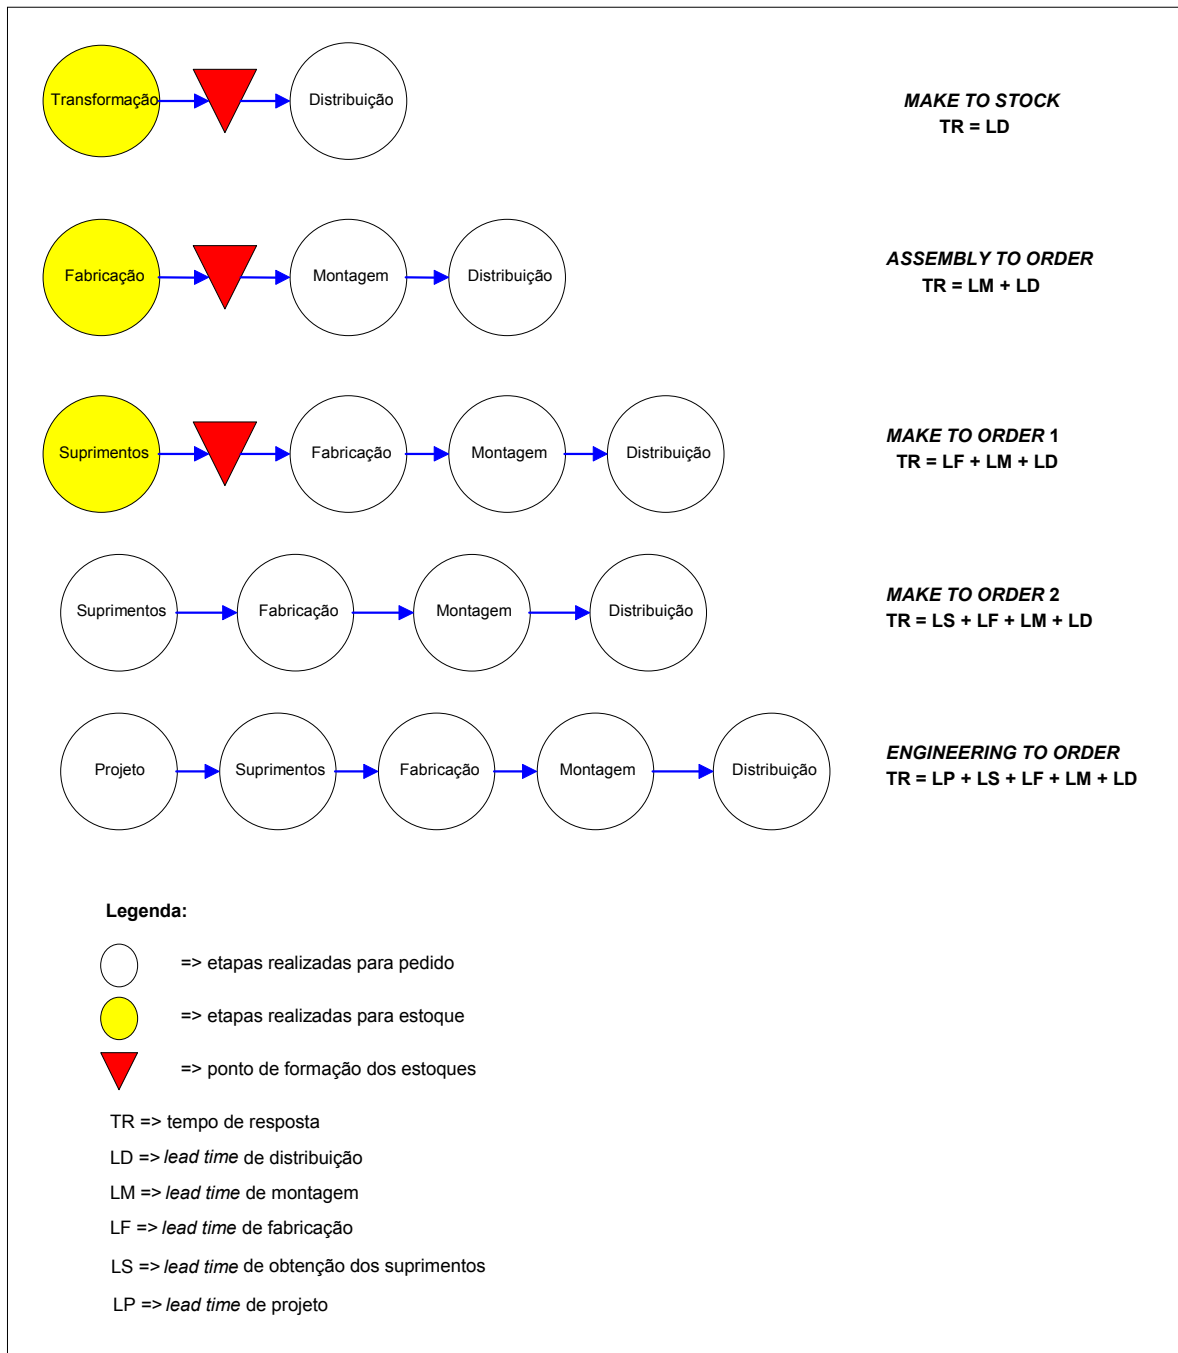 Transformação
Distribuição
MAKE TO STOCK
TR = LD
Fabricação
Montagem
Distribuição
ASSEMBLY TO ORDER
TR = LM + LD
Suprimentos
Fabricação
Montagem
Distribuição
MAKE TO ORDER 1
TR = LF + LM + LD
Suprimentos
Fabricação
Montagem
Distribuição
MAKE TO ORDER 2
TR = LS + LF + LM + LD
Projeto
Suprimentos
Fabricação
Montagem
Distribuição
ENGINEERING TO ORDER
TR = LP + LS + LF + LM + LD
Legenda:
=> etapas realizadas para pedido
=> etapas realizadas para estoque
=> ponto de formação dos estoques
TR => tempo de resposta
LD => lead time de distribuição
LM => lead time de montagem
LF => lead time de fabricação
LS => lead time de obtenção dos suprimentos
LP => lead time de projeto